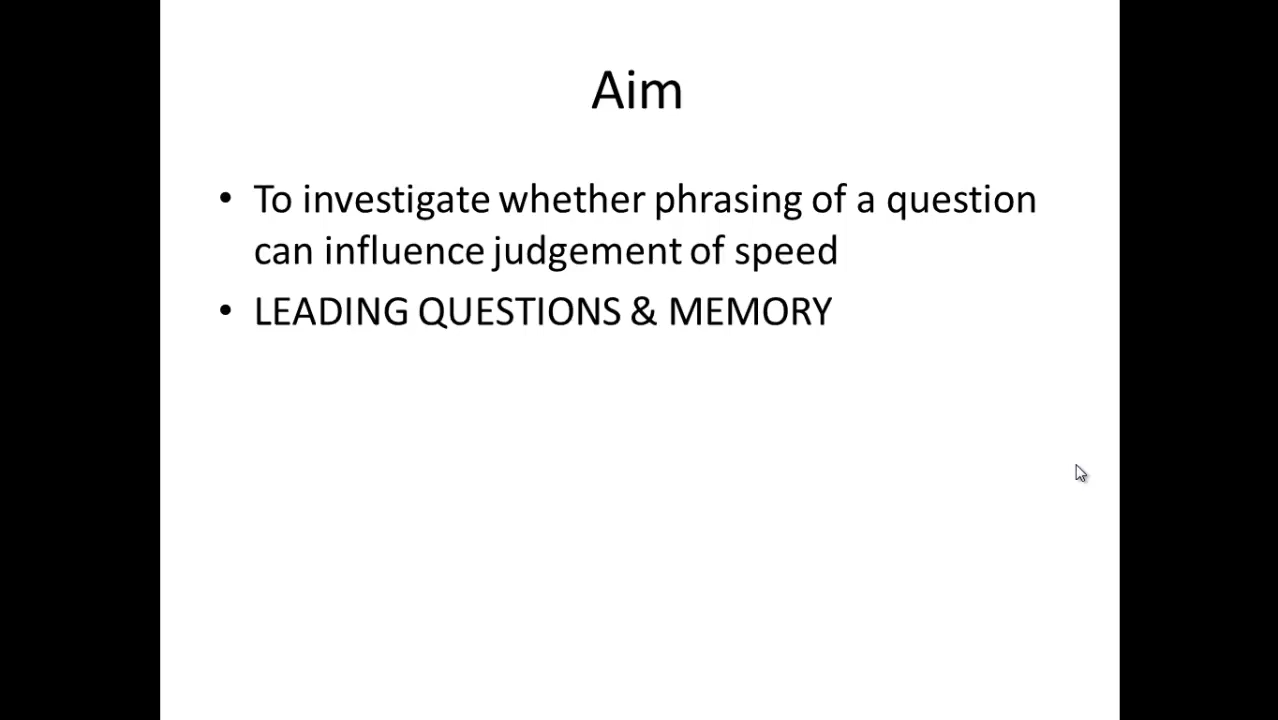 Aim
• To investigate whether phrasing of a question
can influence judgement of speed
• LEADING QUESTIONS & MEMORY